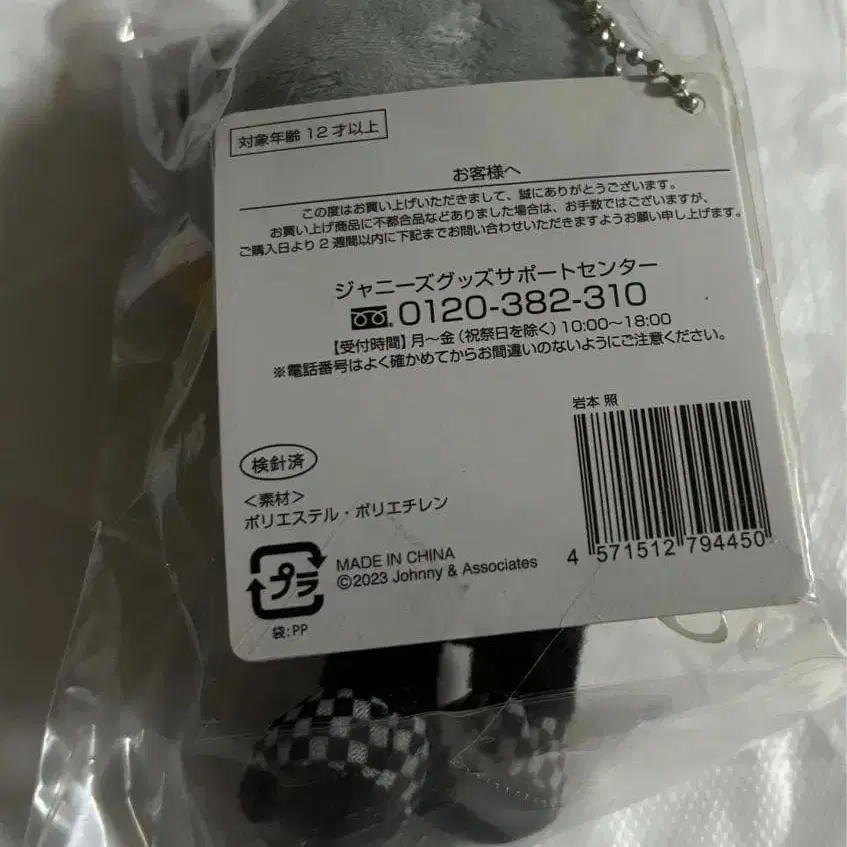 対象年齢 12 才以上
お客様へ
この度はお買い上げいただきまして、誠にありがとうございます。
お買い上げ商品に不都合品などありました場合は、お手数ではございますが、
ご購入日より 2 週間以内に下記までお問い合わせいただきますようお願い申し上げます。
ジャニーズグッズサポートセンター
0120-382-310
【受付時間】月〜金（祝祭日を除く）10:00〜18:00
※電話番号はよく確かめてからお間違いのないようにご注意ください。
岩本 照
検針済
＜素材＞
ポリエステル・ポリエチレン
4 571512 794450
プラ
MADE IN CHINA
©2023 Johnny & Associates
袋:PP